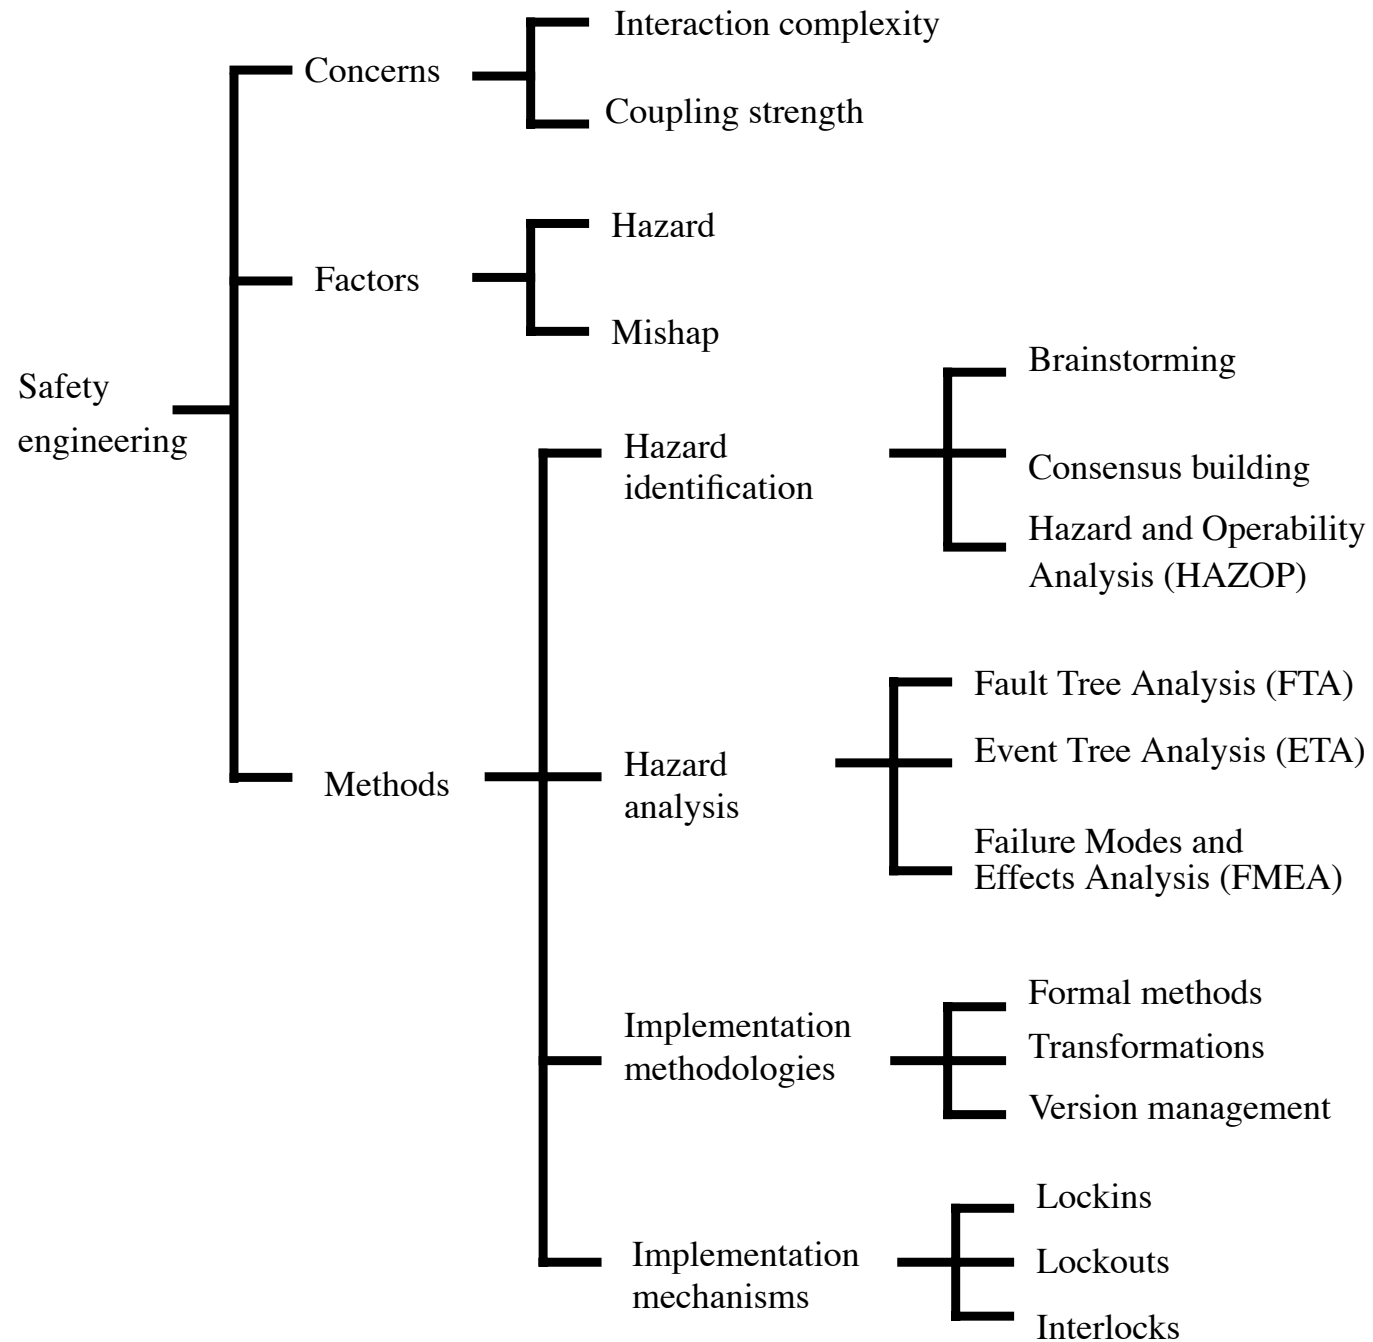 Interaction complexity
Concerns
Coupling strength
Hazard
Factors
Mishap
Safety
engineering
Brainstorming
Hazard
identification
Consensus building
Hazard and Operability
Analysis (HAZOP)
Fault Tree Analysis (FTA)
Event Tree Analysis (ETA)
Methods
Hazard
analysis
Failure Modes and
Effects Analysis (FMEA)
Formal methods
Implementation
methodologies
Transformations
Version management
Lockins
Implementation
mechanisms
Lockouts
Interlocks